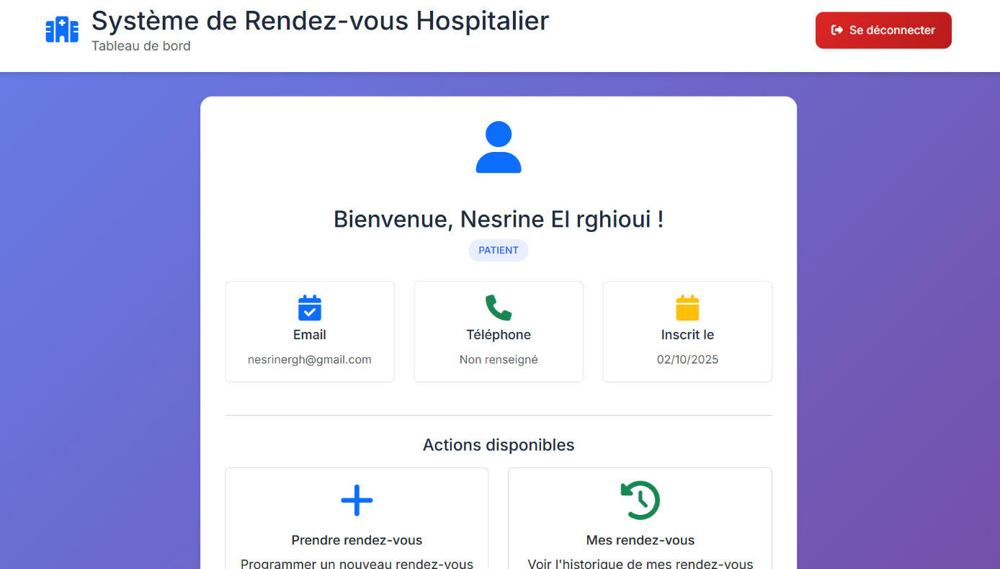 Système de Rendez-vous Hospitalier
Tableau de bord
Se déconnecter
Bienvenue, Nesrine El rghioui !
PATIENT
Email
nesrinergh@gmail.com
Téléphone
Non renseigné
Inscrit le
02/10/2025
Actions disponibles
Prendre rendez-vous
Programmer un nouveau rendez-vous
Mes rendez-vous
Voir l'historique de mes rendez-vous